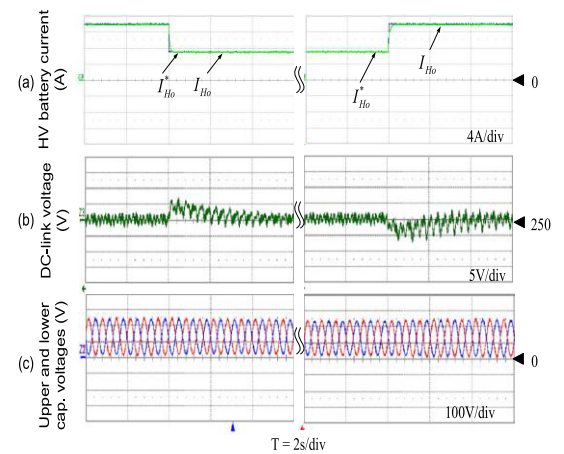 HV battery current
(A)
(a)
I*Ho
IHo
IHo
I*Ho
0
4A/div
DC-link voltage
(V)
(b)
250
5V/div
Upper and lower
cap. voltages (V)
(c)
0
100V/div
T = 2s/div